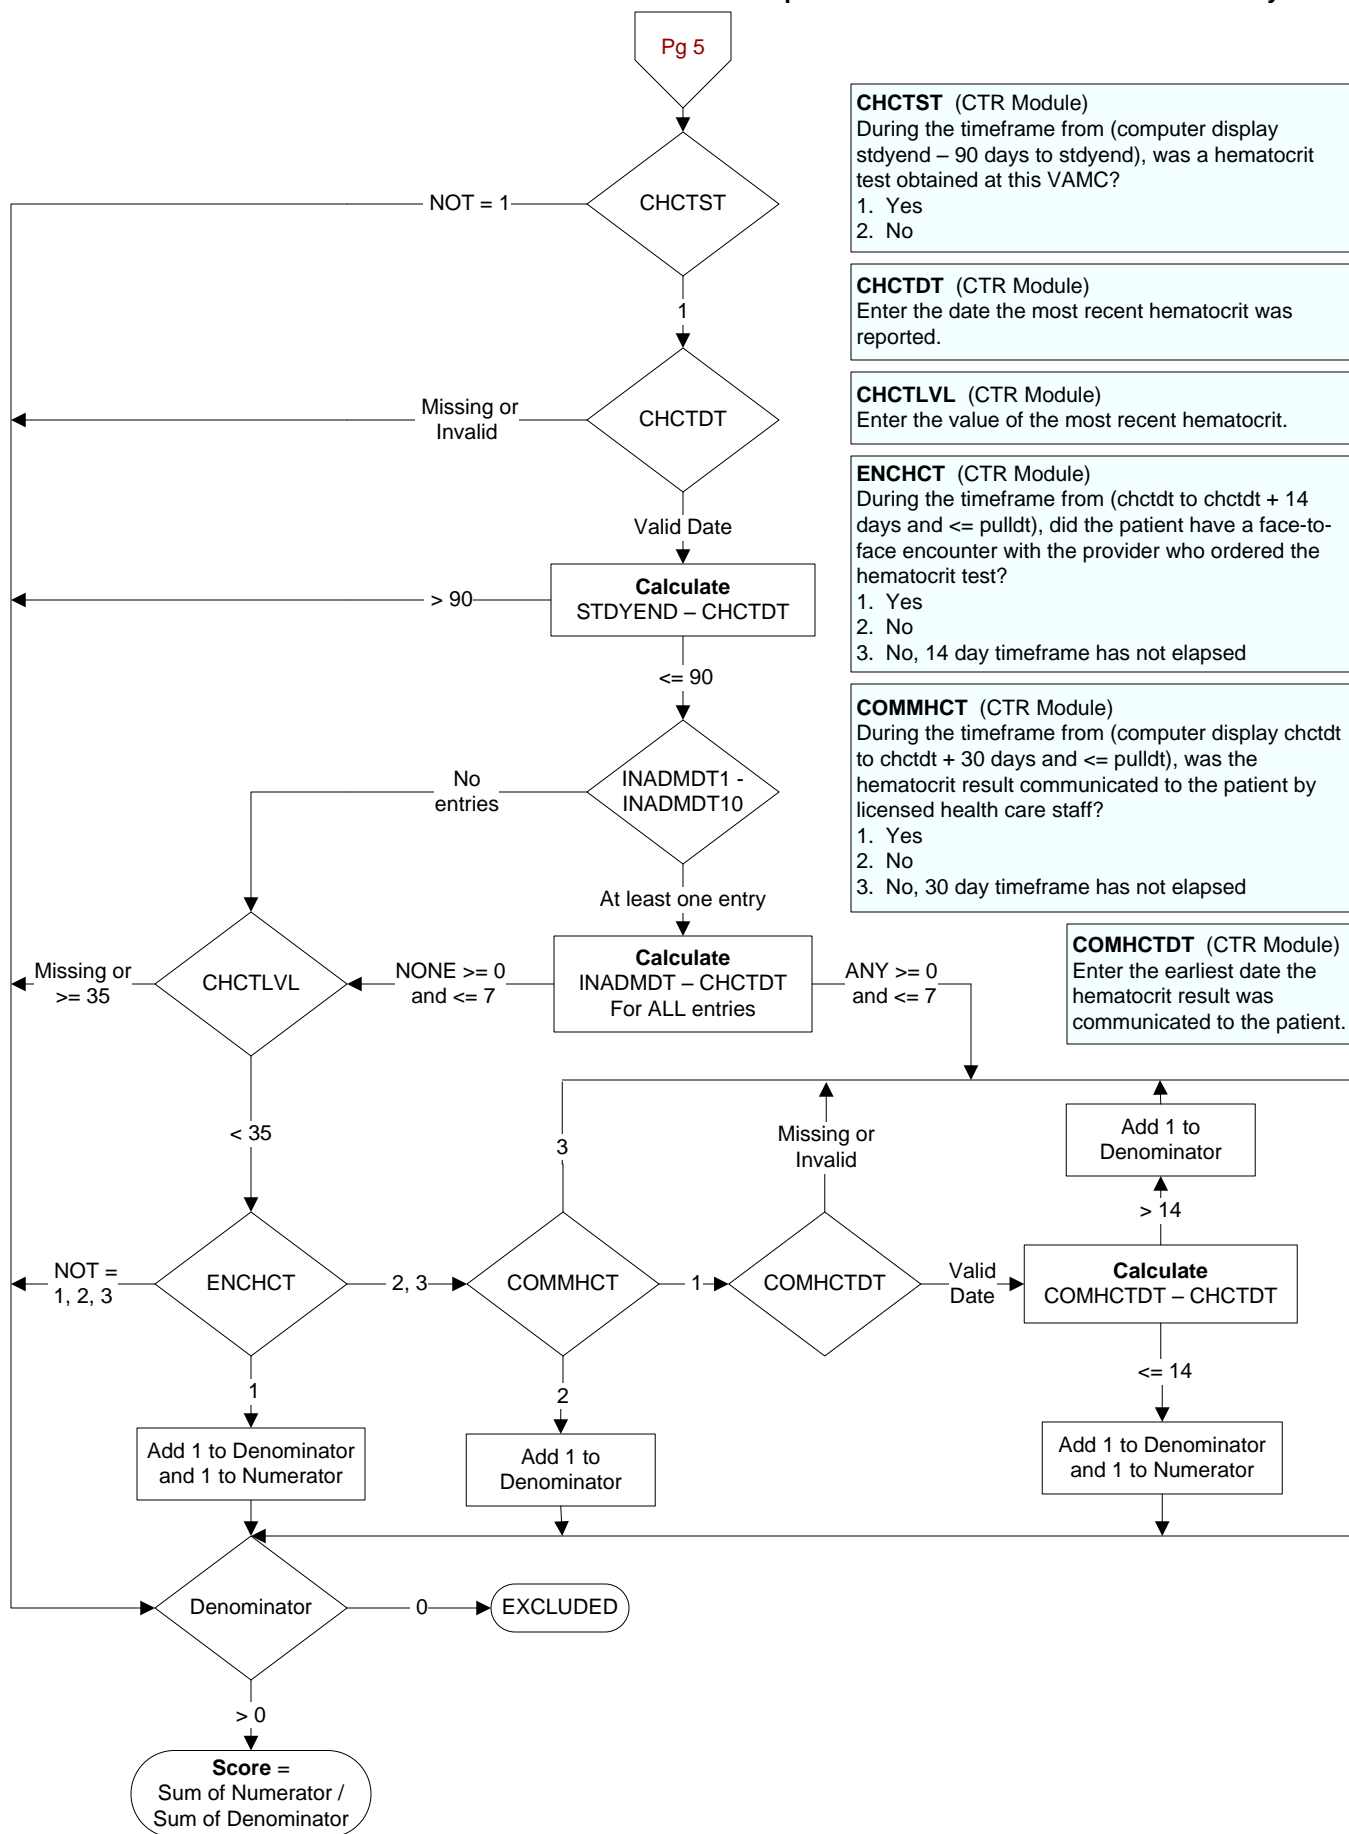 Pg 5
CHCTST (CTR Module)
During the timeframe from (computer display
stdyend – 90 days to stdyend), was a hematocrit
test obtained at this VAMC?
1. Yes
2. No
NOT = 1
CHCTST
1
CHCTDT (CTR Module)
Enter the date the most recent hematocrit was
reported.
Missing or
Invalid
CHCTDT
CHCTLVL (CTR Module)
Enter the value of the most recent hematocrit.
Valid Date
ENCHCT (CTR Module)
During the timeframe from (chctdt to chctdt + 14
days and <= pulldt), did the patient have a face-to-
face encounter with the provider who ordered the
hematocrit test?
1. Yes
2. No
3. No, 14 day timeframe has not elapsed
> 90
Calculate
STDYEND – CHCTDT
<= 90
COMMHCT (CTR Module)
During the timeframe from (computer display chctdt
to chctdt + 30 days and <= pulldt), was the
hematocrit result communicated to the patient by
licensed health care staff?
1. Yes
2. No
3. No, 30 day timeframe has not elapsed
No
entries
INADMDT1 -
INADMDT10
At least one entry
COMHCTDT (CTR Module)
Enter the earliest date the
hematocrit result was
communicated to the patient.
Missing or
>= 35
CHCTLVL
NONE >= 0
and <= 7
Calculate
INADMDT – CHCTDT
For ALL entries
ANY >= 0
and <= 7
< 35
3
Missing or
Invalid
Add 1 to
Denominator
> 14
NOT =
1, 2, 3
ENCHCT
2, 3
COMMHCT
1
COMHCTDT
Valid
Date
Calculate
COMHCTDT – CHCTDT
1
2
<= 14
Add 1 to Denominator
and 1 to Numerator
Add 1 to
Denominator
Add 1 to Denominator
and 1 to Numerator
Denominator
0
EXCLUDED
> 0
Score =
Sum of Numerator /
Sum of Denominator